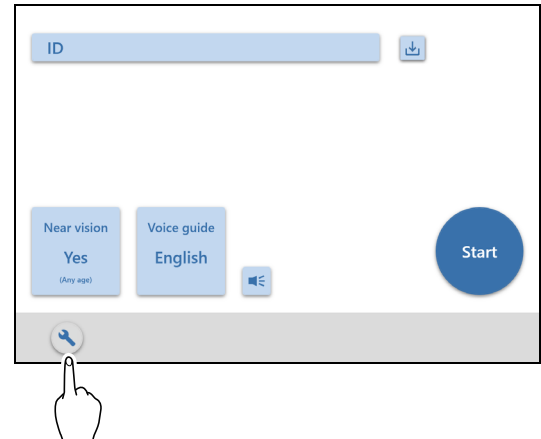 ID
Near vision
Yes
(Any age)
Voice guide
English
Start